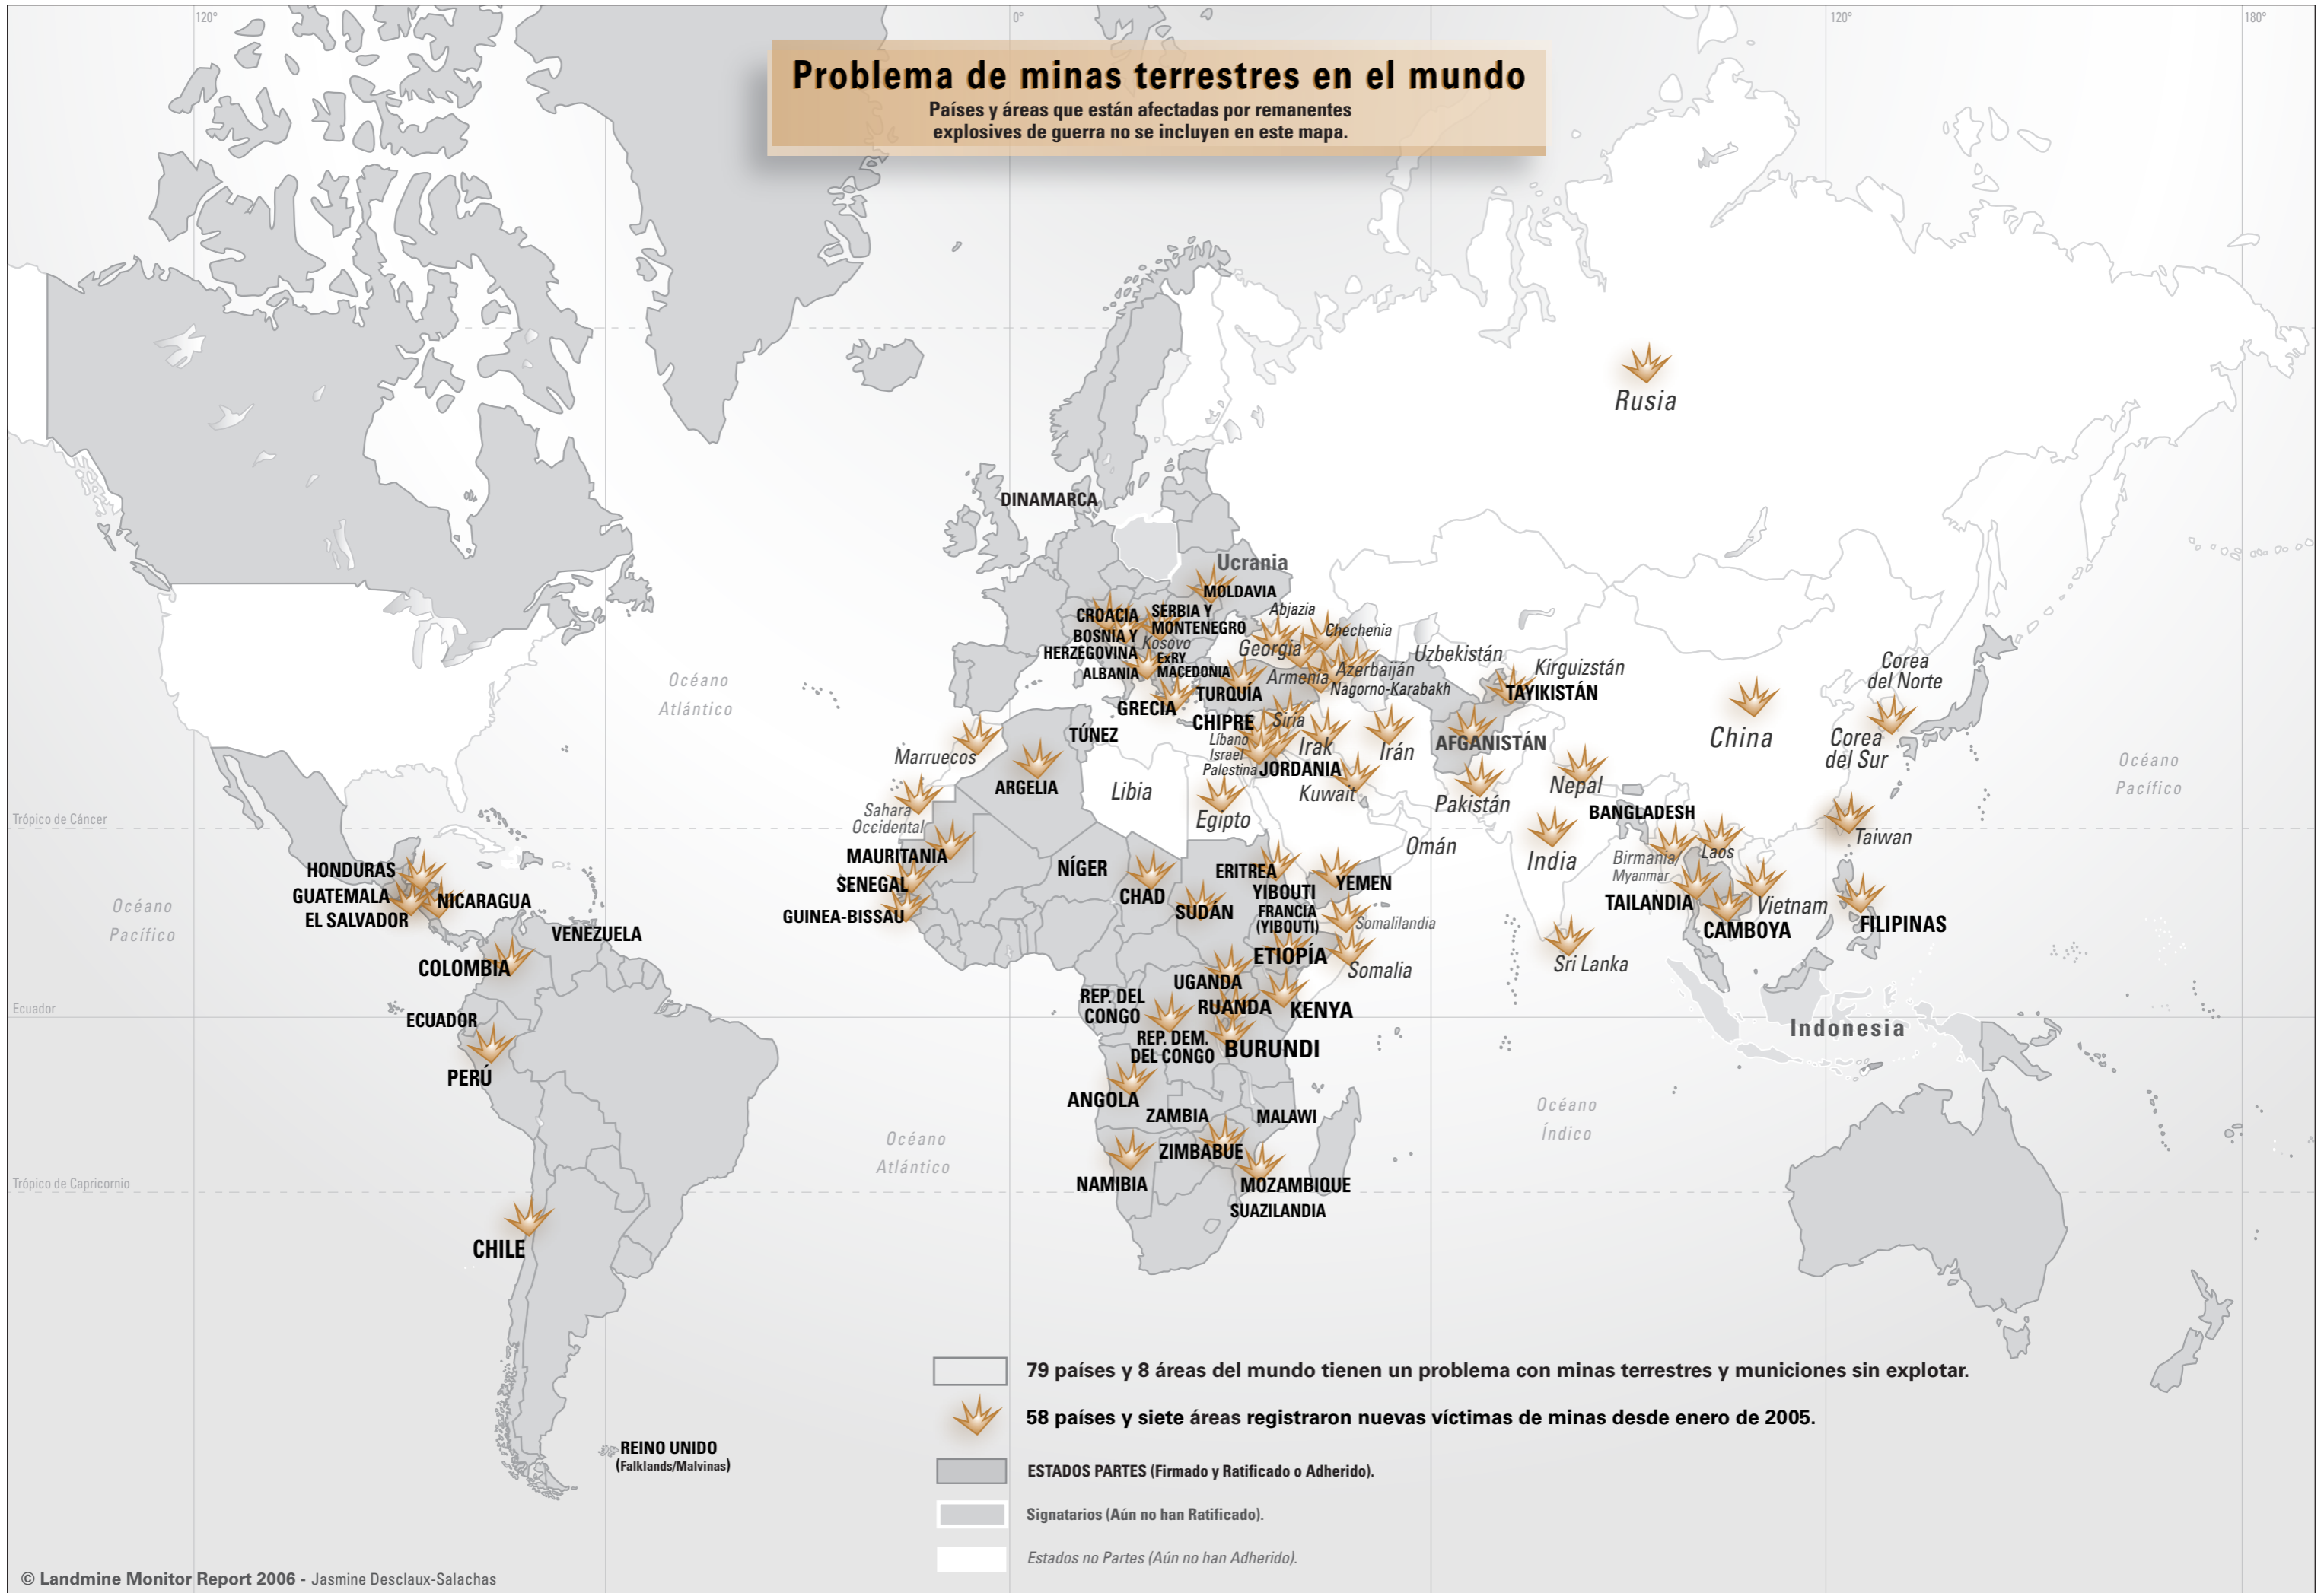 120°
0°
120°
180°
Problema de minas terrestres en el mundo
Países y áreas que están afectadas por remanentes
explosives de guerra no se incluyen en este mapa.
Rusia
DINAMARCA
Ucrania
MOLDAVIA
CROACIA
SERBIA Y
MONTENEGRO
BOSNIA Y
HERZEGOVINA
Kosovo
ExRY
MACEDONIA
ALBANIA
GRECIA
TURQUÍA
Abjazia
Chechenia
Georgia
Armenia
Azerbaiján
Nagorno-Karabakh
Uzbekistán
Kirguizstán
TAYIKISTÁN
Corea
del Norte
Corea
del Sur
China
Océano
Atlántico
TÚNEZ
CHIPRE
Siria
Líbano
Israel
Palestina
JORDANIA
Irak
Irán
Kuwait
AFGANISTÁN
Pakistán
Nepal
Marruecos
ARGELIA
Libia
Egipto
Sahara
Occidental
Océano
Pacífico
Trópico de Cáncer
BANGLADESH
India
Omán
Birmania/
Myanmar
Laos
Taiwan
MAURITANIA
SENEGAL
GUINEA-BISSAU
NÍGER
CHAD
SUDÁN
ERITREA
YIBOUTI
FRANCIA
(YIBOUTI)
YEMEN
Somalilandia
ETIOPÍA
Somalia
HONDURAS
GUATEMALA
EL SALVADOR
NICARAGUA
VENEZUELA
COLOMBIA
Océano
Pacífico
TAILANDIA
Vietnam
CAMBOYA
FILIPINAS
Sri Lanka
Indonesia
Ecuador
ECUADOR
PERÚ
UGANDA
RUANDA
KENYA
REP. DEL
CONGO
REP. DEM.
DEL CONGO
BURUNDI
ANGOLA
ZAMBIA
MALAWI
ZIMBABUE
NAMIBIA
MOZAMBIQUE
SUAZILANDIA
Océano
Atlántico
Océano
Índico
Trópico de Capricornio
CHILE
REINO UNIDO
(Falklands/Malvinas)
79 países y 8 áreas del mundo tienen un problema con minas terrestres y municiones sin explotar.
58 países y siete áreas registraron nuevas víctimas de minas desde enero de 2005.
ESTADOS PARTES (Firmado y Ratificado o Adherido).
Signatarios (Aún no han Ratificado).
Estados no Partes (Aún no han Adherido).
© Landmine Monitor Report 2006 - Jasmine Desclaux-Salachas